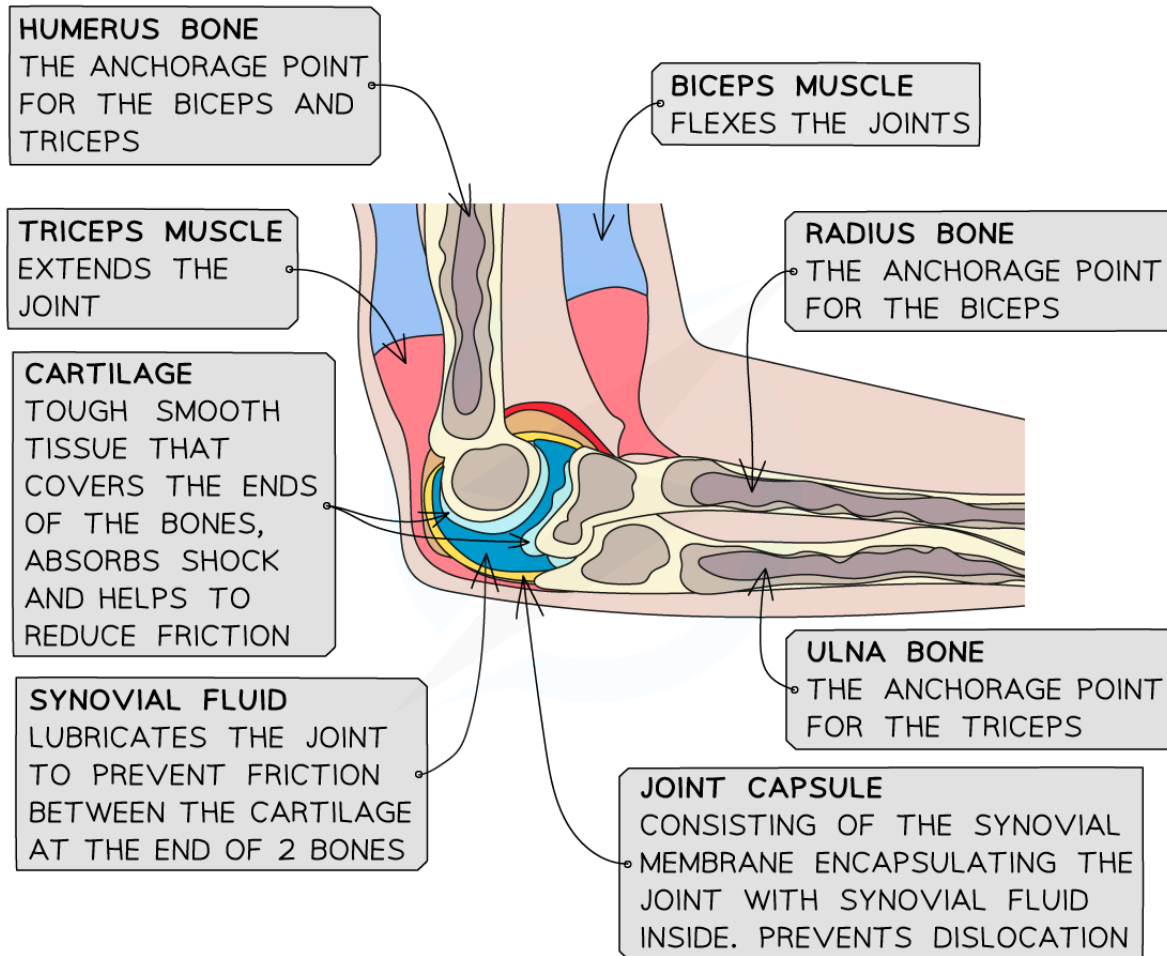 HUMERUS BONE
THE ANCHORAGE POINT
FOR THE BICEPS AND
TRICEPS
BICEPS MUSCLE
FLEXES THE JOINTS
TRICEPS MUSCLE
EXTENDS THE
JOINT
RADIUS BONE
THE ANCHORAGE POINT
FOR THE BICEPS
CARTILAGE
TOUGH SMOOTH
TISSUE THAT
COVERS THE ENDS
OF THE BONES,
ABSORBS SHOCK
AND HELPS TO
REDUCE FRICTION
ULNA BONE
THE ANCHORAGE POINT
FOR THE TRICEPS
SYNOVIAL FLUID
LUBRICATES THE JOINT
TO PREVENT FRICTION
BETWEEN THE CARTILAGE
AT THE END OF 2 BONES
JOINT CAPSULE
CONSISTING OF THE SYNOVIAL
MEMBRANE ENCAPSULATING THE
JOINT WITH SYNOVIAL FLUID
INSIDE. PREVENTS DISLOCATION